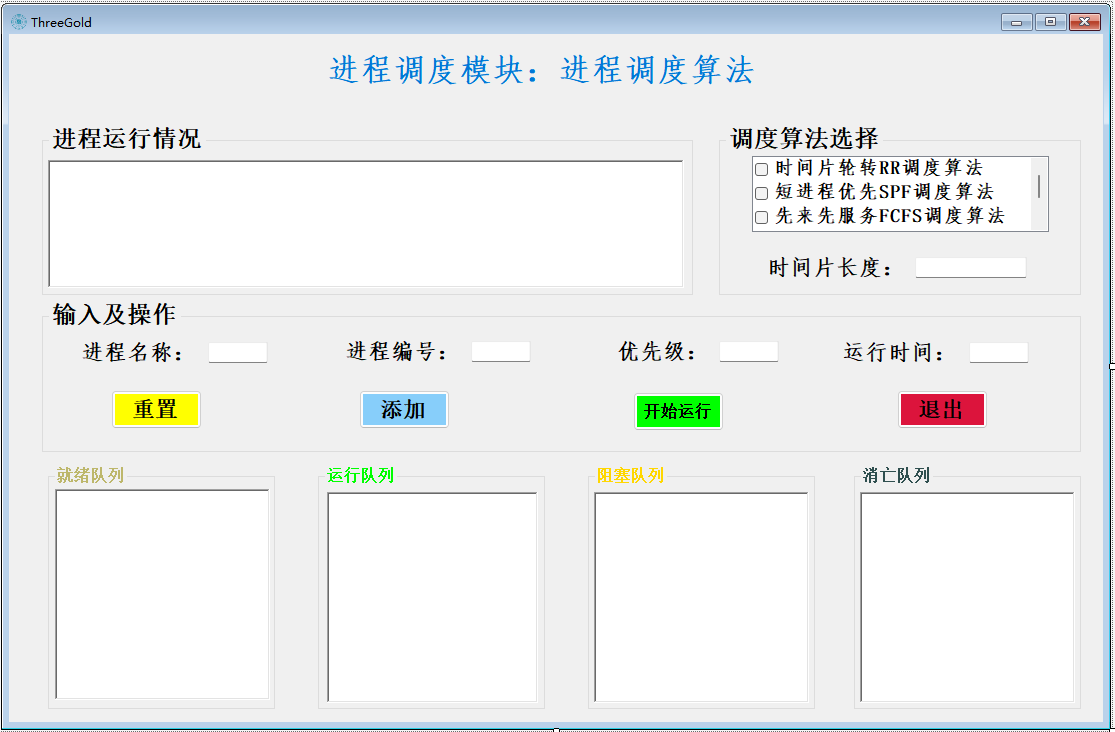 ThreeGold
进程调度模块：进程调度算法
进程运行情况
调度算法选择
时间片轮转RR调度算法
短进程优先SPF调度算法
先来先服务FCFS调度算法
时间片长度：
输入及操作
进程名称：
进程编号：
优先级：
运行时间：
重置
添加
开始运行
退出
就绪队列
运行队列
阻塞队列
消亡队列